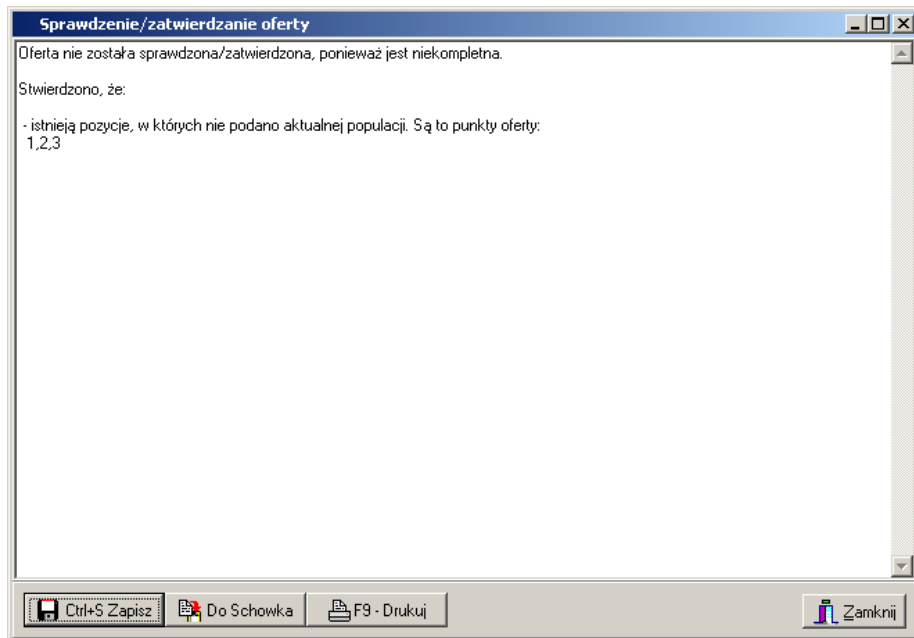 Sprawdzenie/zatwierdzanie oferty
Oferta nie została sprawdzona/zatwierdzona, ponieważ jest niekompletna.
Stwierdzono, że:
- istnieją pozycje, w których nie podano aktualnej populacji. Są to punkty oferty:
1,2,3
Ctrl+S Zapisz Do Schowka F9 - Drukuj Zamknij